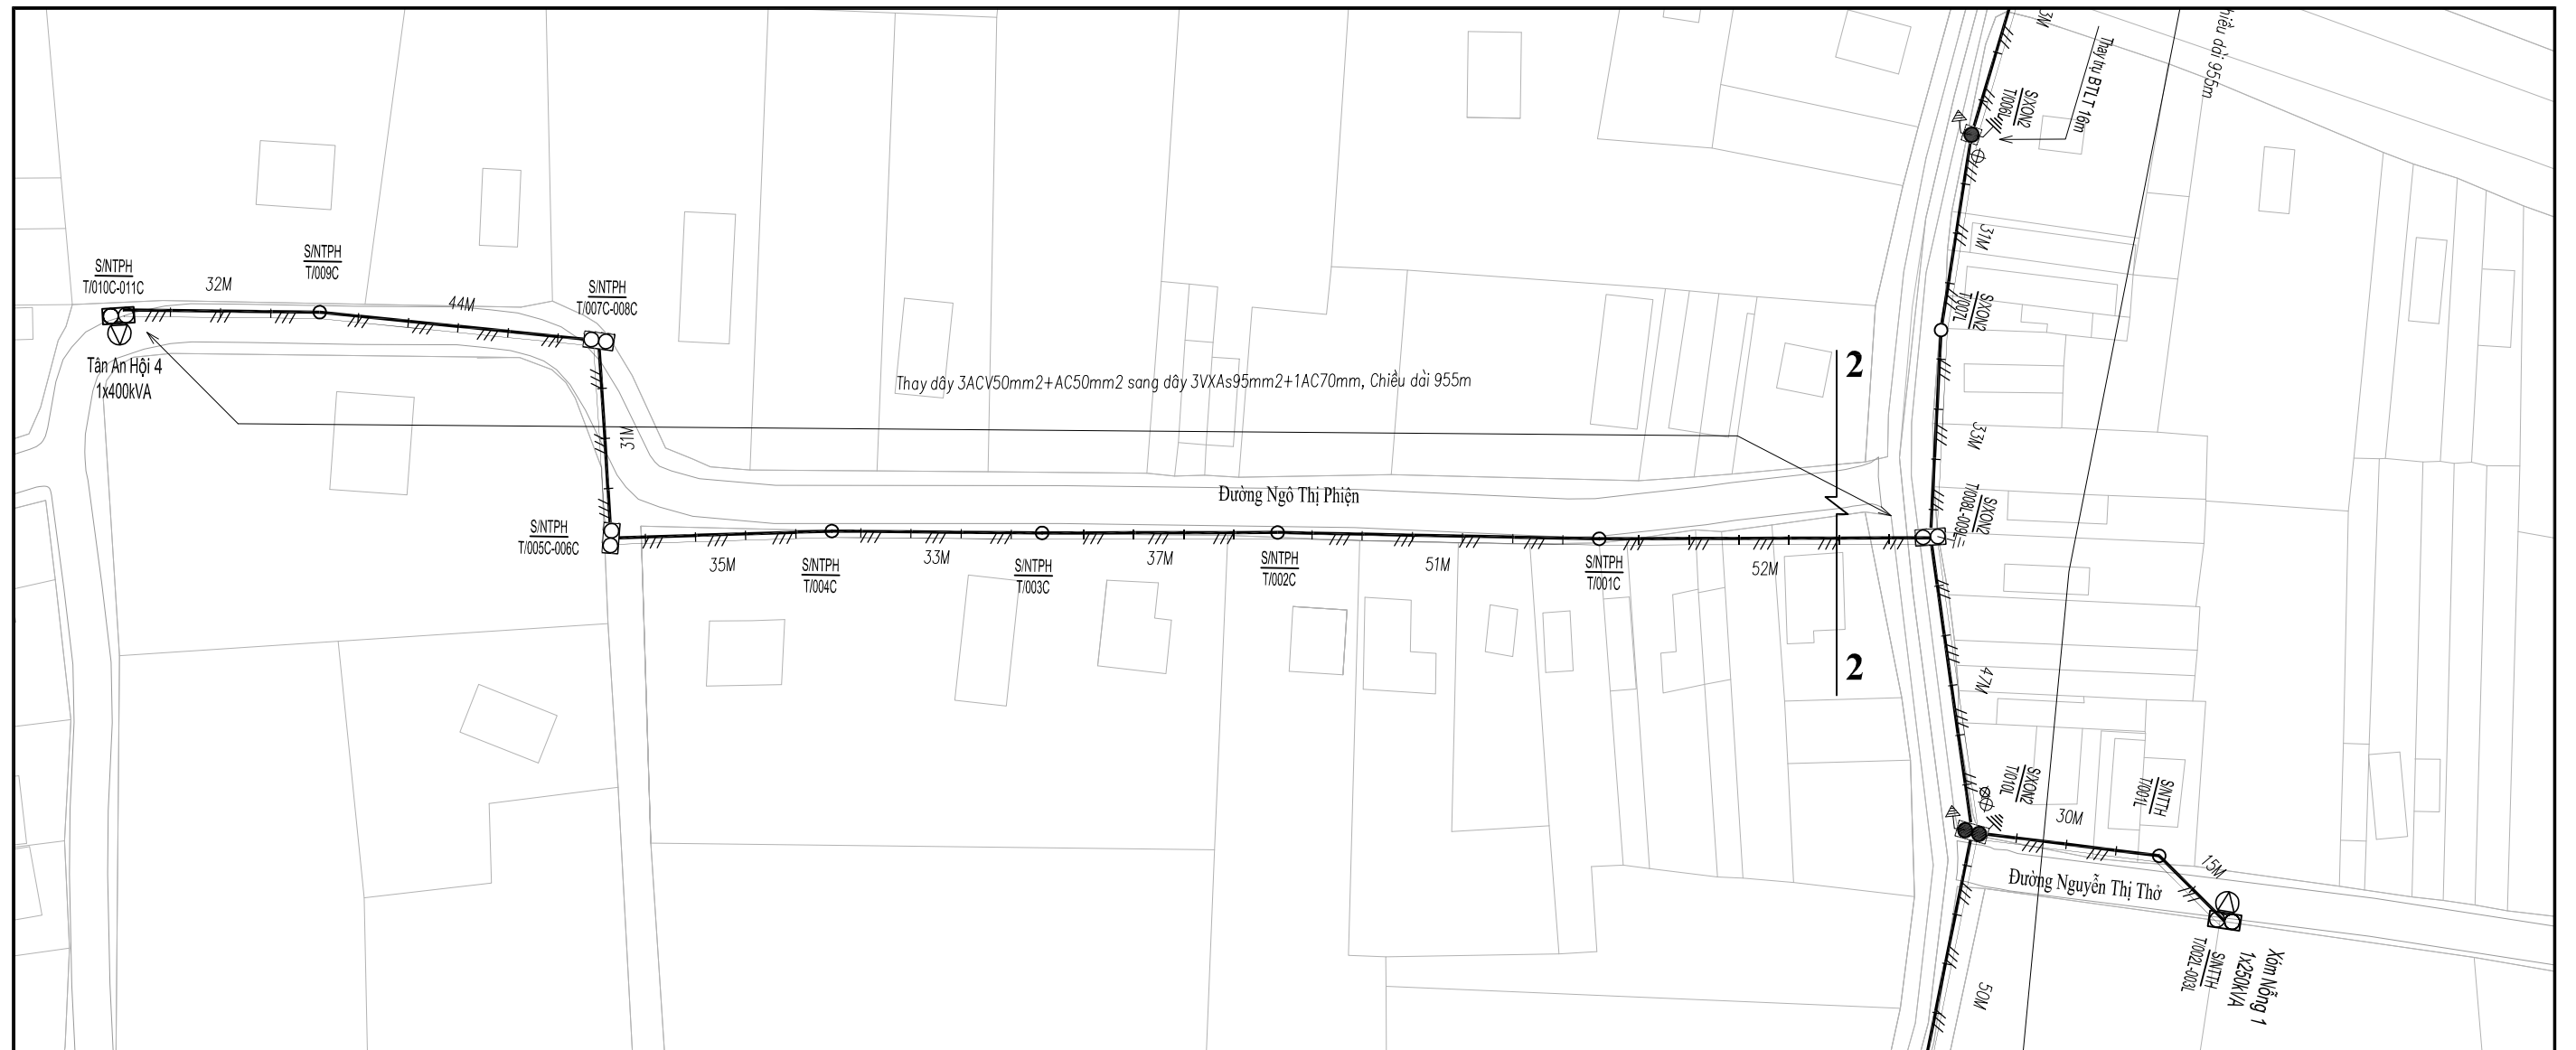 S/NTPH
T/010C-011C
32M
S/NTPH
T/009C
44M
S/NTPH
T/007C-008C
Tân An Hội 4
1x400kVA
31M
Thay dây 3ACV50mm2+AC50mm2 sang dây 3VXAs95mm2+1AC70mm, Chiều dài 955m
Đường Ngô Thị Phiện
S/NTPH
T/005C-006C
35M
S/NTPH
T/004C
33M
S/NTPH
T/003C
37M
S/NTPH
T/002C
51M
S/NTPH
T/001C
52M
2
2
3M
Thay trụ BTLT 16m
dài 955m
S/XON2
T/006L
31M
S/XON2
T/007L
33M
S/XON2
T/008L-009L
47M
S/XON2
T/010L
30M
S/NTTH
T/001L
15M
Đường Nguyễn Thị Thở
S/NTTH
T/002L-003L
Xóm Nỗng 1
1x250kVA
50M